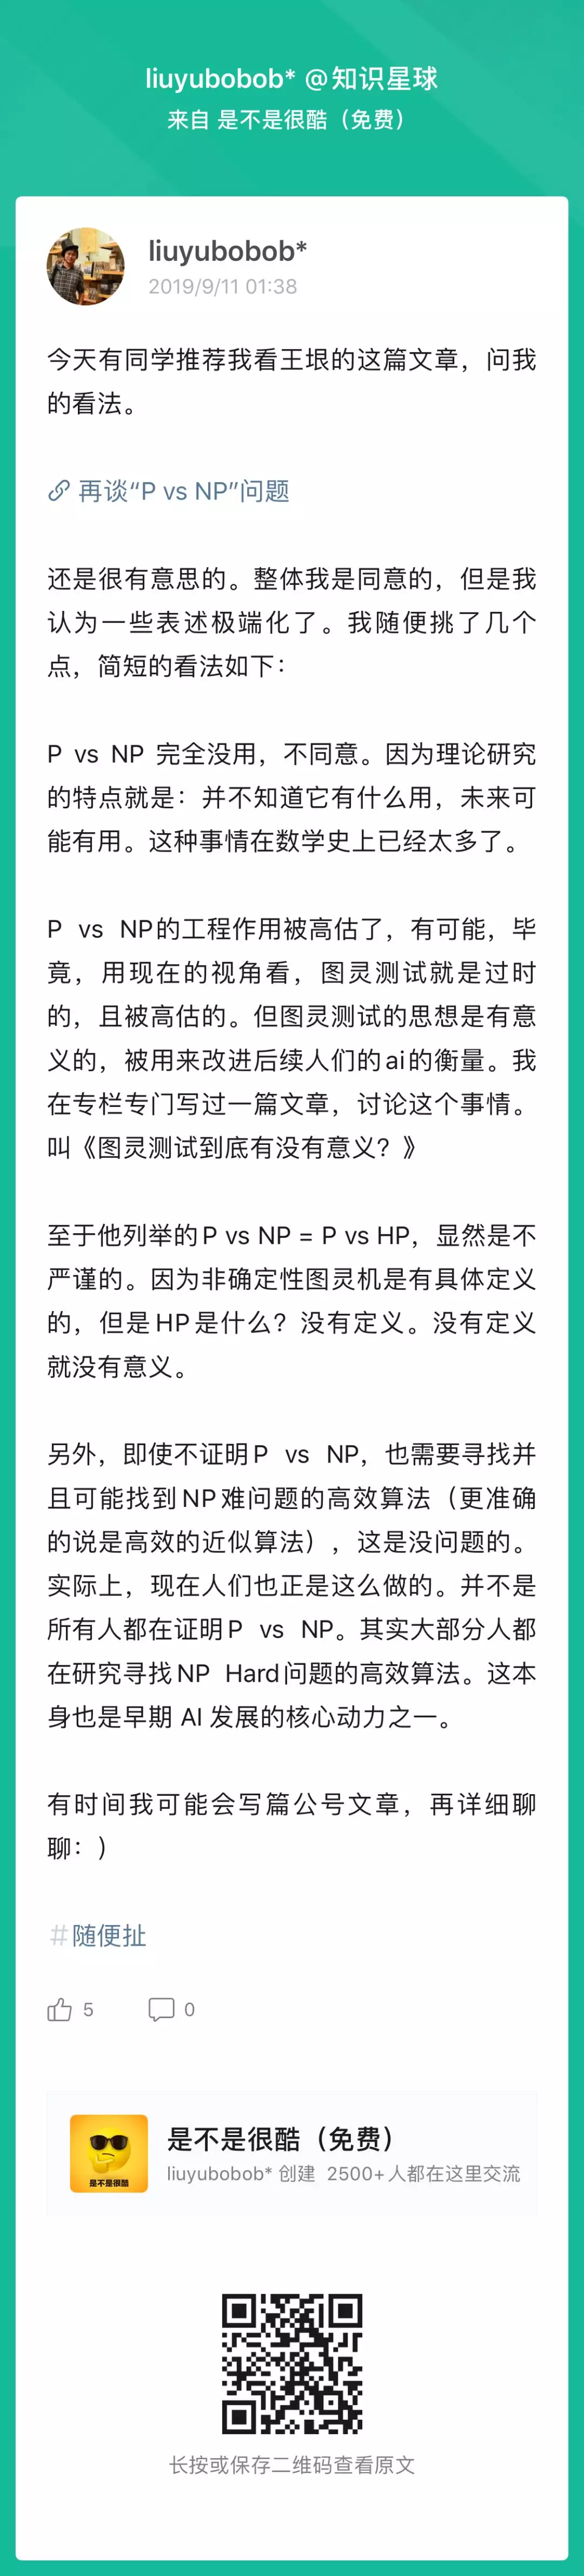 liuyubobob* @知识星球
来自 是不是很酷（免费）
liuyubobob*
2019/9/11 01:38
今天有同学推荐我看王垠的这篇文章，问我
的看法。
再谈“P vs NP”问题
还是很有意思的。整体我是同意的，但是我
认为一些表述极端化了。我随便挑了几个
点，简短的看法如下：
P vs NP 完全没用，不同意。因为理论研究
的特点就是：并不知道它有什么用，未来可
能有用。这种事情在数学史上已经太多了。
P vs NP的工程作用被高估了，有可能，毕
竟，用现在的视角看，图灵测试就是过时
的，且被高估的。但图灵测试的思想是有意
义的，被用来改进后续人们的ai的衡量。我
在专栏专门写过一篇文章，讨论这个事情。
叫《图灵测试到底有没有意义？》
至于他列举的P vs NP = P vs HP，显然是不
严谨的。因为非确定性图灵机是有具体定义
的，但是HP是什么？没有定义。没有定义
就没有意义。
另外，即使不证明P vs NP，也需要寻找并
且可能找到NP难问题的高效算法（更准确
的说是高效的近似算法），这是没问题的。
实际上，现在人们也正是这么做的。并不是
所有人都在证明P vs NP。其实大部分人都
在研究寻找NP Hard问题的高效算法。这本
身也是早期 AI 发展的核心动力之一。
有时间我可能会写篇公号文章，再详细聊
聊：）
#随便扯
5 0
是不是很酷
是不是很酷（免费）
liuyubobob* 创建 2500+人都在这里交流
长按或保存二维码查看原文